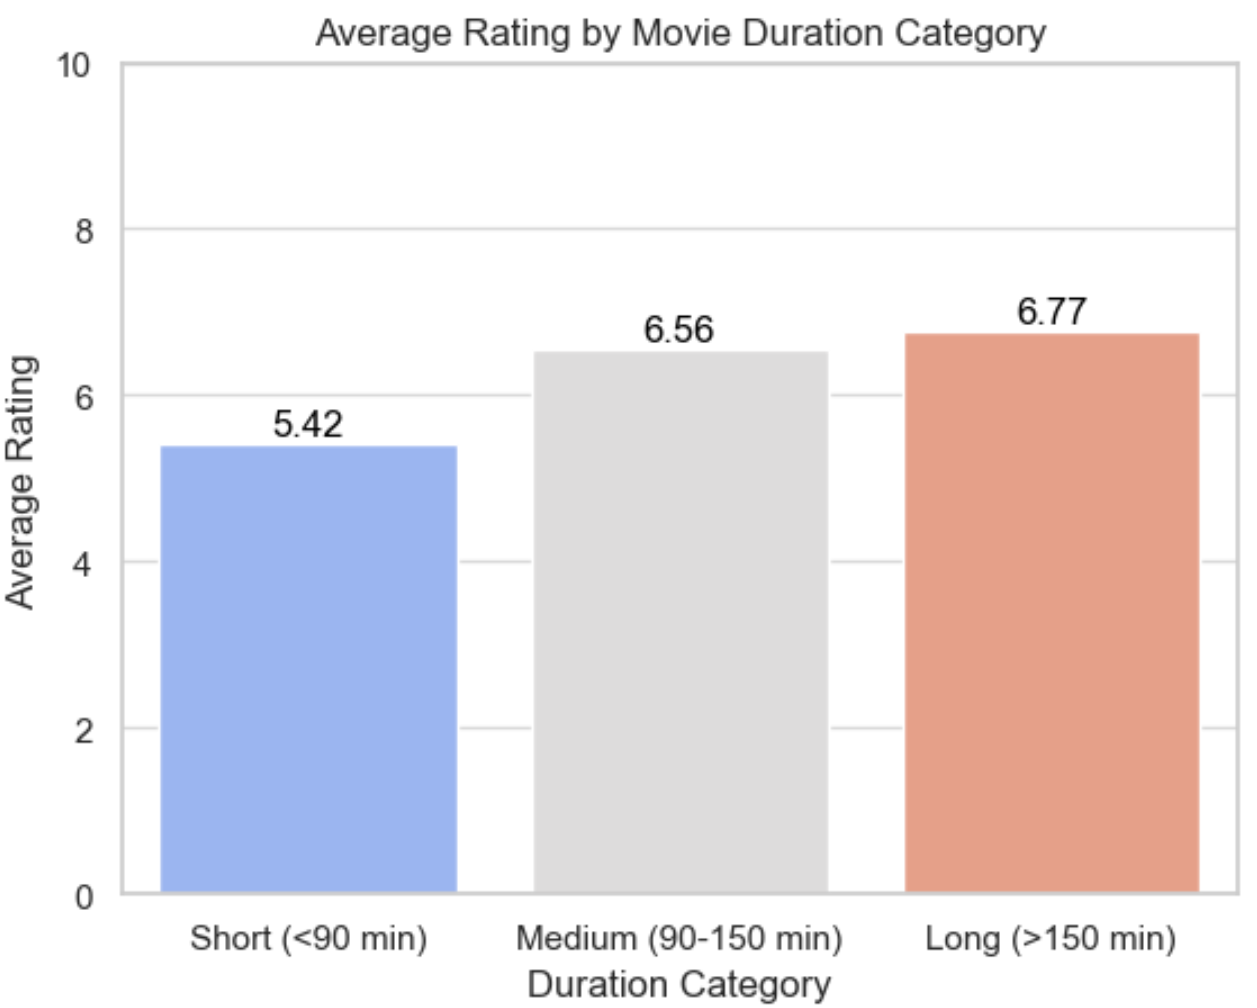 Average Rating by Movie Duration Category
10
8
6
4
2
0
Average Rating
5.42
6.56
6.77
Short (<90 min)
Medium (90-150 min)
Long (>150 min)
Duration Category